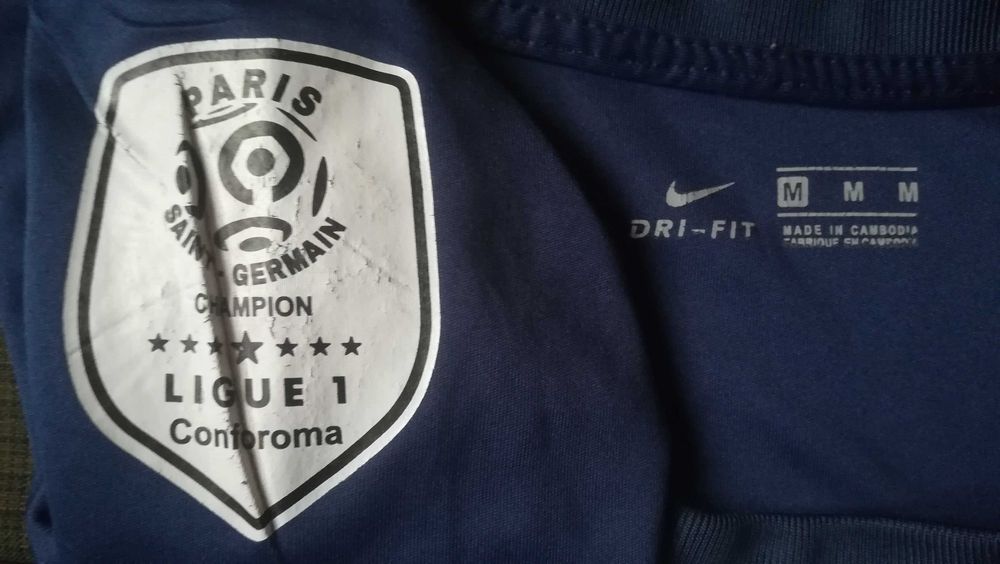 PARIS
SAINT-GERMAIN
CHAMPION
LIGUE 1
Conforoma
DRI-FIT
M M M
MADE IN CAMBODIA
FABRIQUE EN CAMBODIA